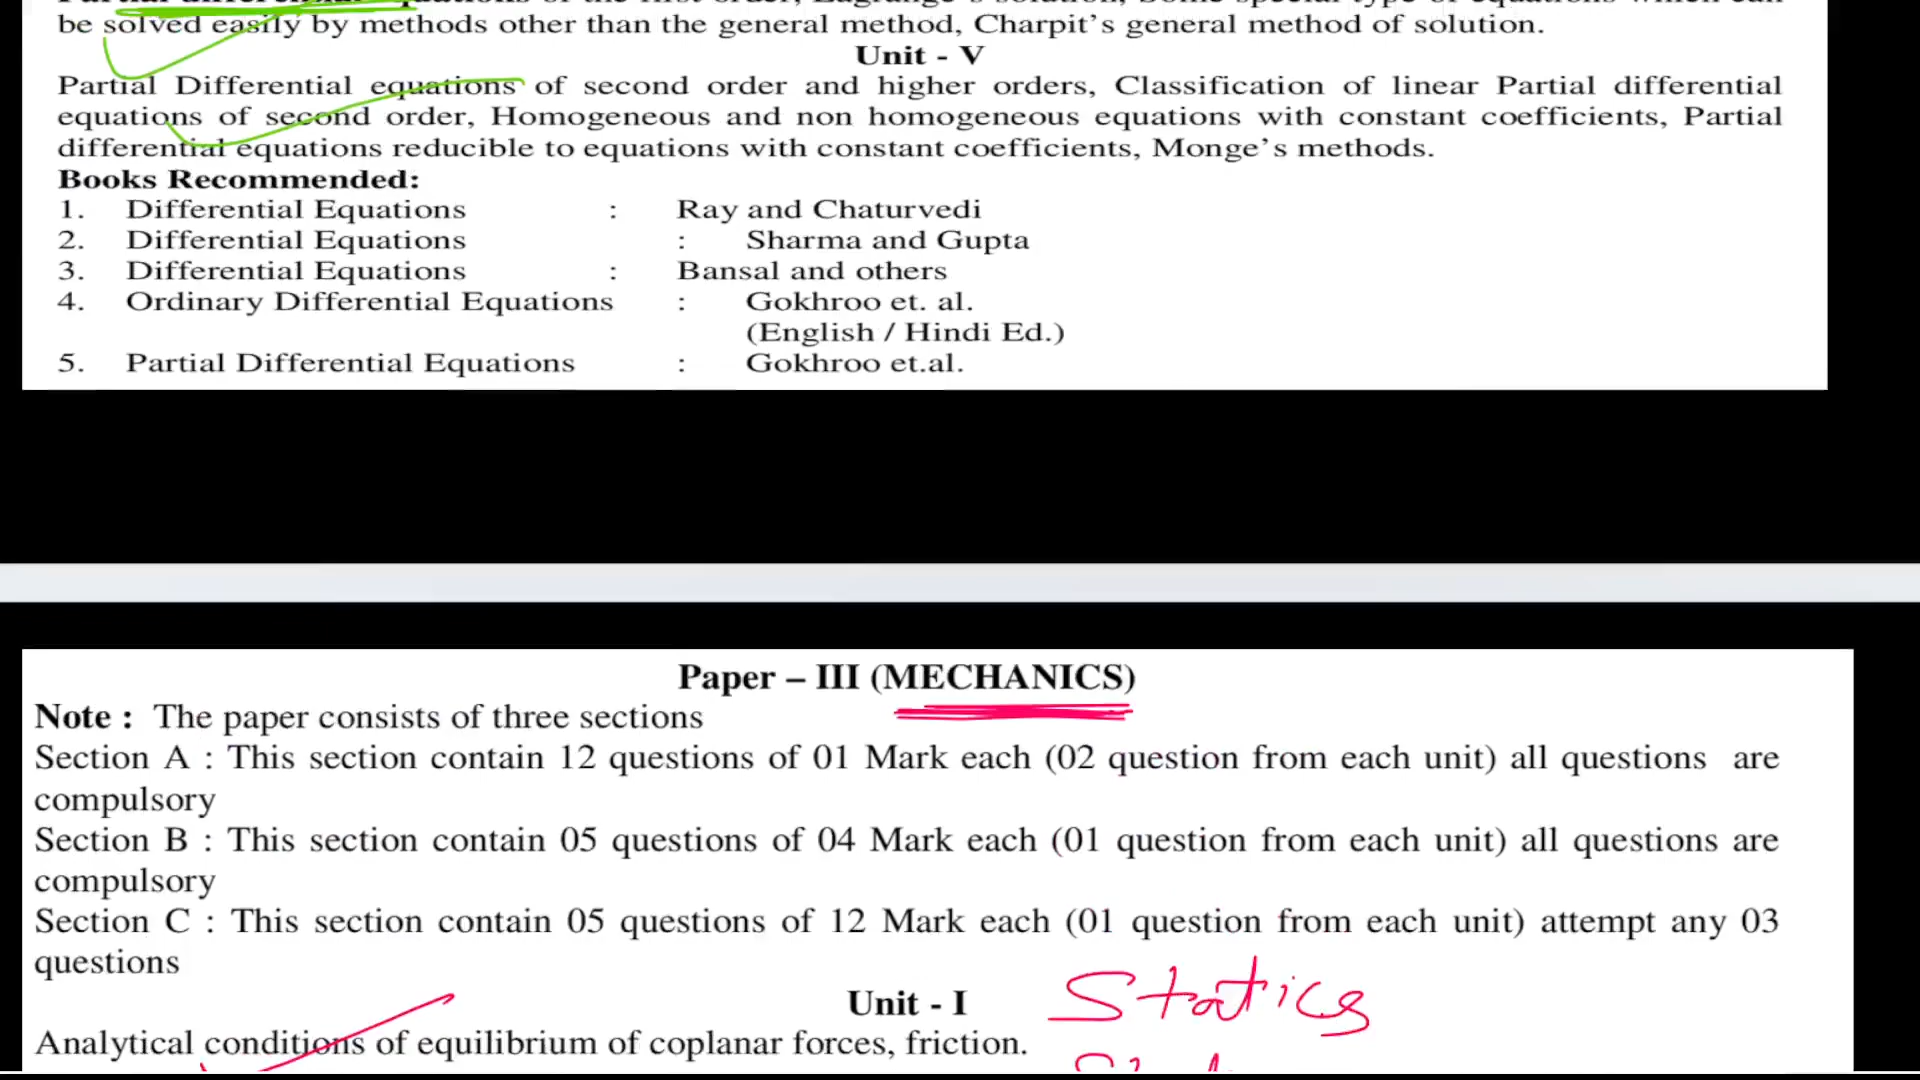 be solved easily by methods other than the general method, Charpit's general method of solution.
Unit - V
Partial Differential equations of second order and higher orders, Classification of linear Partial differential
equations of second order, Homogeneous and non homogeneous equations with constant coefficients, Partial
differential equations reducible to equations with constant coefficients, Monge's methods.
Books Recommended:
1. Differential Equations : Ray and Chaturvedi
2. Differential Equations : Sharma and Gupta
3. Differential Equations : Bansal and others
4. Ordinary Differential Equations : Gokhroo et. al.
(English / Hindi Ed.)
5. Partial Differential Equations : Gokhroo et.al.
Paper – III (MECHANICS)
Note : The paper consists of three sections
Section A : This section contain 12 questions of 01 Mark each (02 question from each unit) all questions are
compulsory
Section B : This section contain 05 questions of 04 Mark each (01 question from each unit) all questions are
compulsory
Section C : This section contain 05 questions of 12 Mark each (01 question from each unit) attempt any 03
questions
Unit - I Statics
Analytical conditions of equilibrium of coplanar forces, friction.